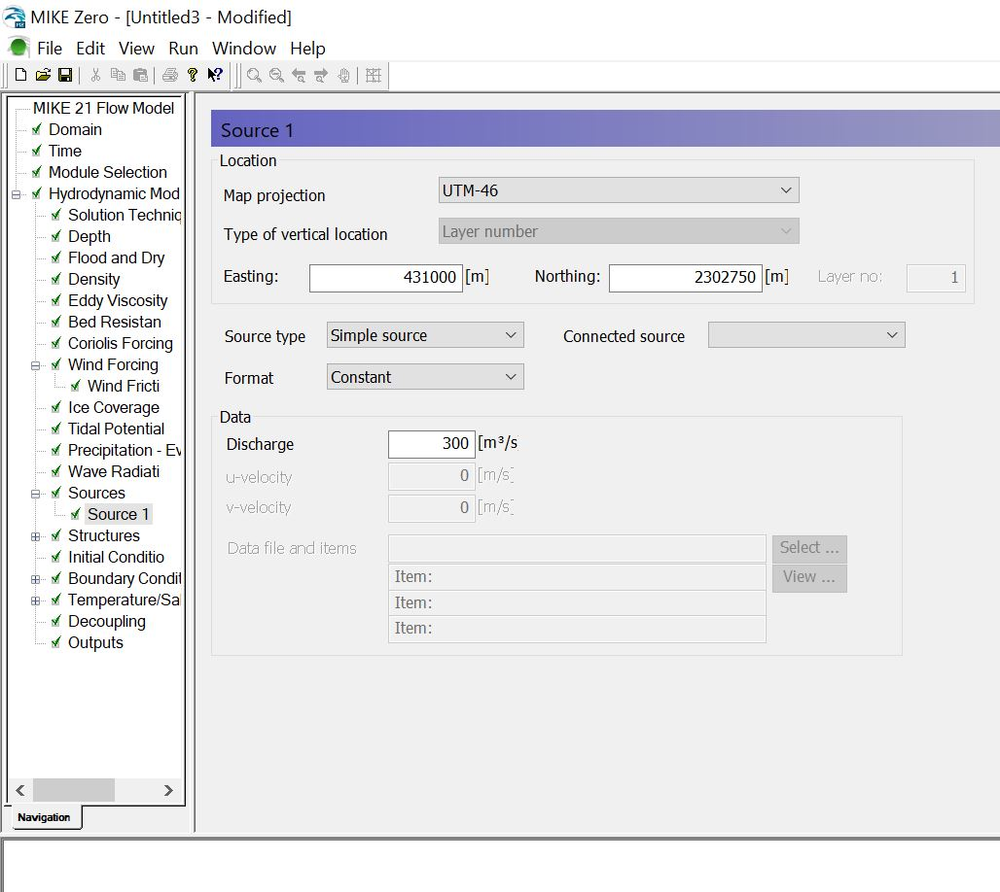 MIKE Zero - [Untitled3 - Modified]
File Edit View Run Window Help
MIKE 21 Flow Model
Domain
Time
Module Selection
Hydrodynamic Mod
Solution Techniq
Depth
Flood and Dry
Density
Eddy Viscosity
Bed Resistan
Coriolis Forcing
Wind Forcing
Wind Fricti
Ice Coverage
Tidal Potential
Precipitation - Ev
Wave Radiati
Sources
Source 1
Structures
Initial Conditio
Boundary Condit
Temperature/Sal
Decoupling
Outputs
Navigation
Source 1
Location
Map projection UTM-46
Type of vertical location Layer number
Easting: 431000 [m] Northing: 2302750 [m] Layer no: 1
Source type Simple source Connected source
Format Constant
Data
Discharge 300 [m³/s
u-velocity 0 [m/s]
v-velocity 0 [m/s]
Data file and items Select ...
Item: View ...
Item:
Item: